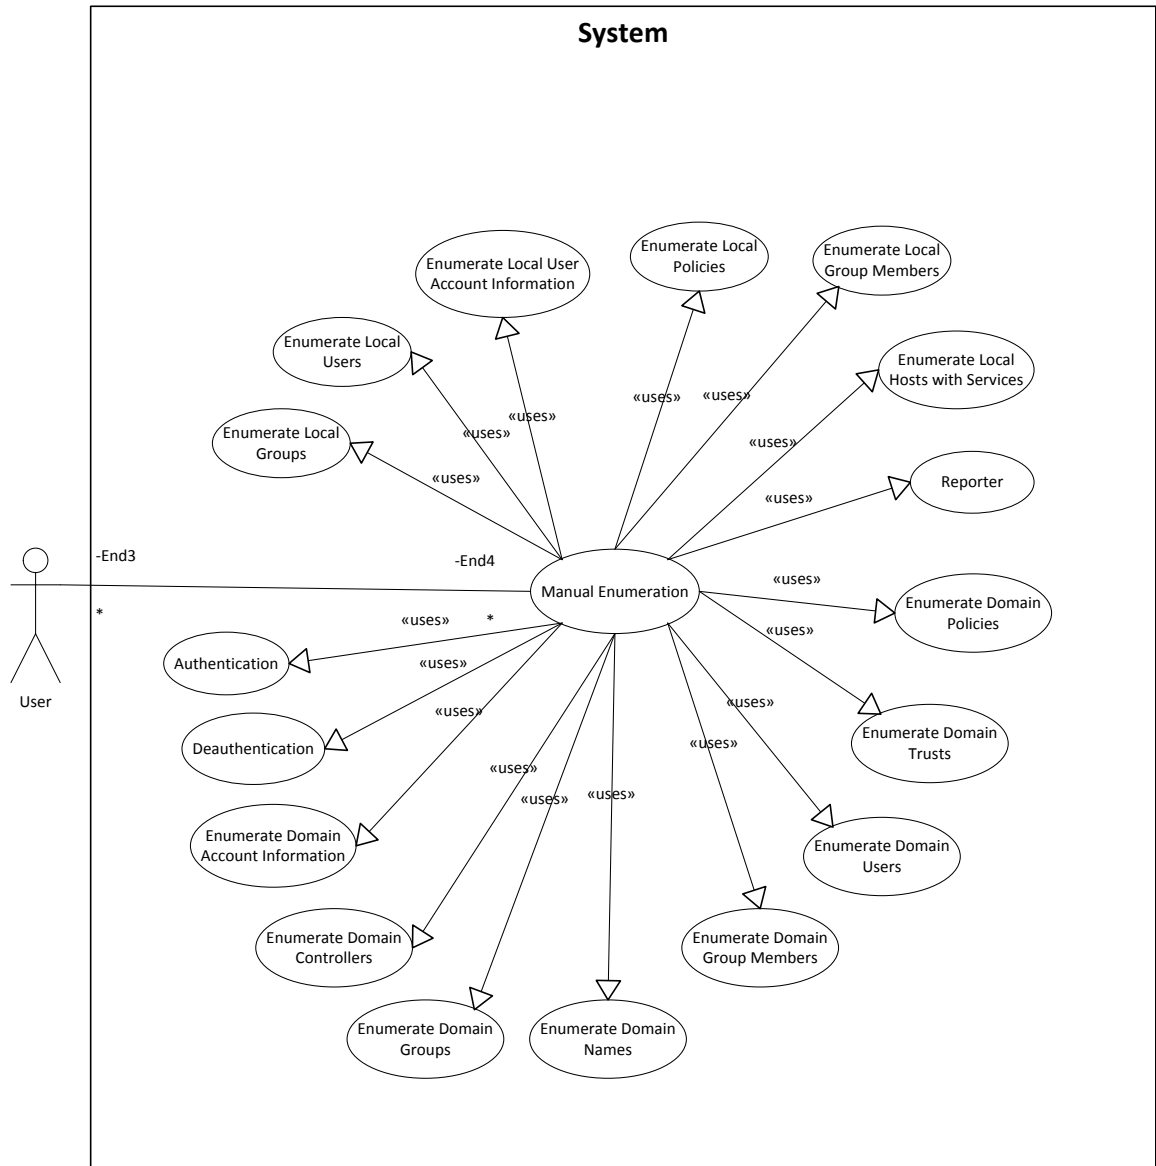 System
Enumerate Local
Policies
Enumerate Local
Group Members
Enumerate Local User
Account Information
Enumerate Local
Users
Enumerate Local
Hosts with Services
«uses»
«uses»
«uses»
«uses»
«uses»
Enumerate Local
Groups
«uses»
«uses»
Reporter
-End3
-End4
*
*
User
Manual Enumeration
«uses»
«uses»
Enumerate Domain
Policies
«uses»
«uses»
Authentication
«uses»
«uses»
Deauthentication
Enumerate Domain
Trusts
«uses»
«uses»
«uses»
«uses»
«uses»
Enumerate Domain
Account Information
Enumerate Domain
Users
Enumerate Domain
Controllers
Enumerate Domain
Group Members
Enumerate Domain
Groups
Enumerate Domain
Names